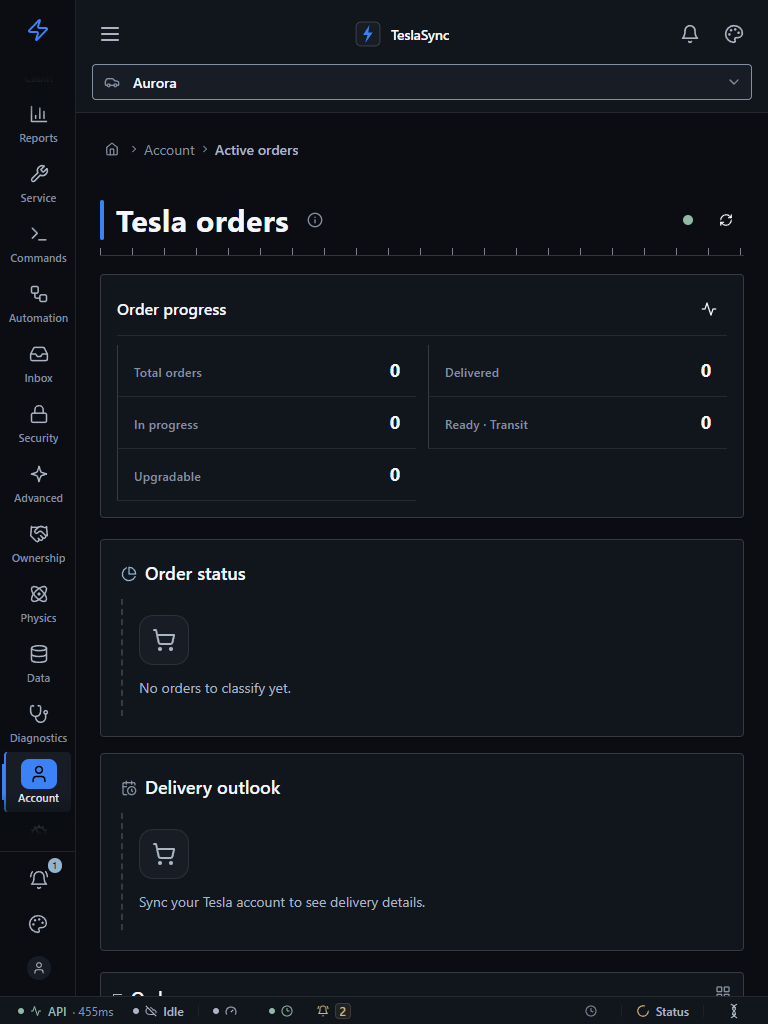 TeslaSync
Aurora
Reports
Service
Commands
Automation
Inbox
Security
Advanced
Ownership
Physics
Data
Diagnostics
Account
1
Account
Active orders
Tesla orders
Order progress
Total orders 0
Delivered 0
In progress 0
Ready · Transit 0
Upgradable 0
Order status
No orders to classify yet.
Delivery outlook
Sync your Tesla account to see delivery details.
API · 455ms
Idle
2
Status